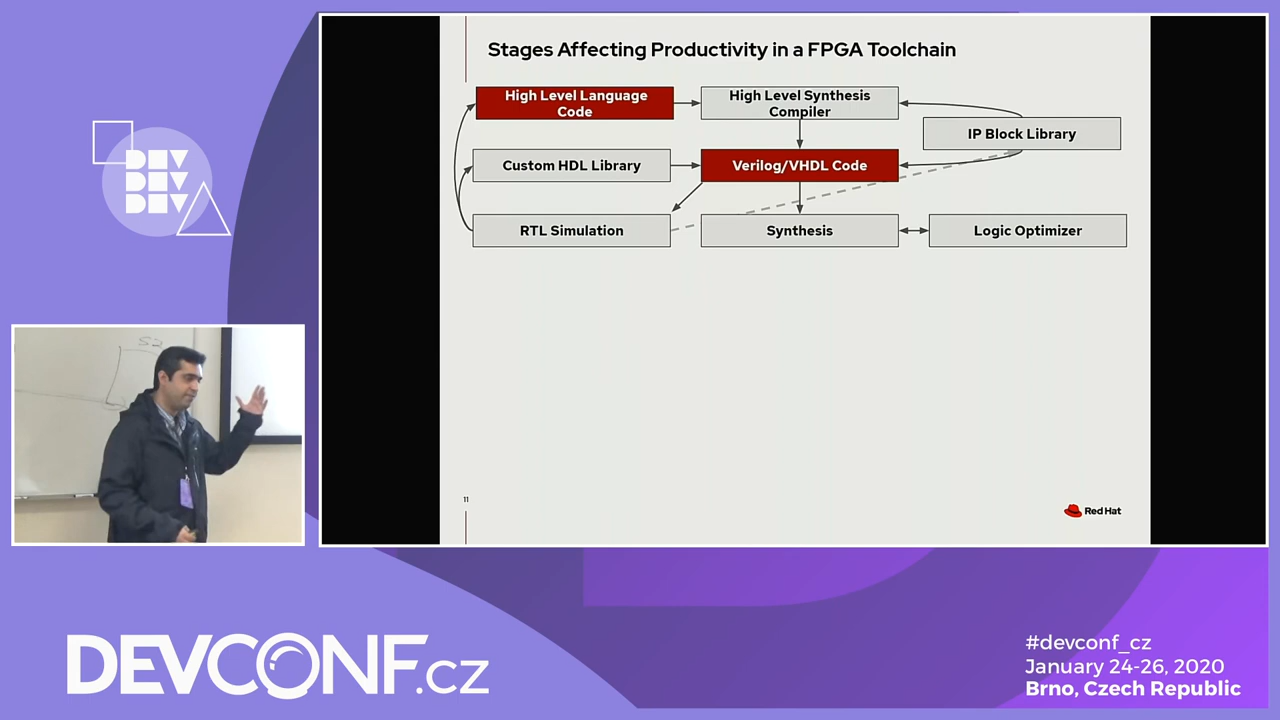 DEV
DEV
DEV
Stages Affecting Productivity in a FPGA Toolchain
High Level Language
Code
High Level Synthesis
Compiler
IP Block Library
Custom HDL Library
Verilog/VHDL Code
RTL Simulation
Synthesis
Logic Optimizer
11
Red Hat
DEVCONF.cz
#devconf_cz
January 24-26, 2020
Brno, Czech Republic